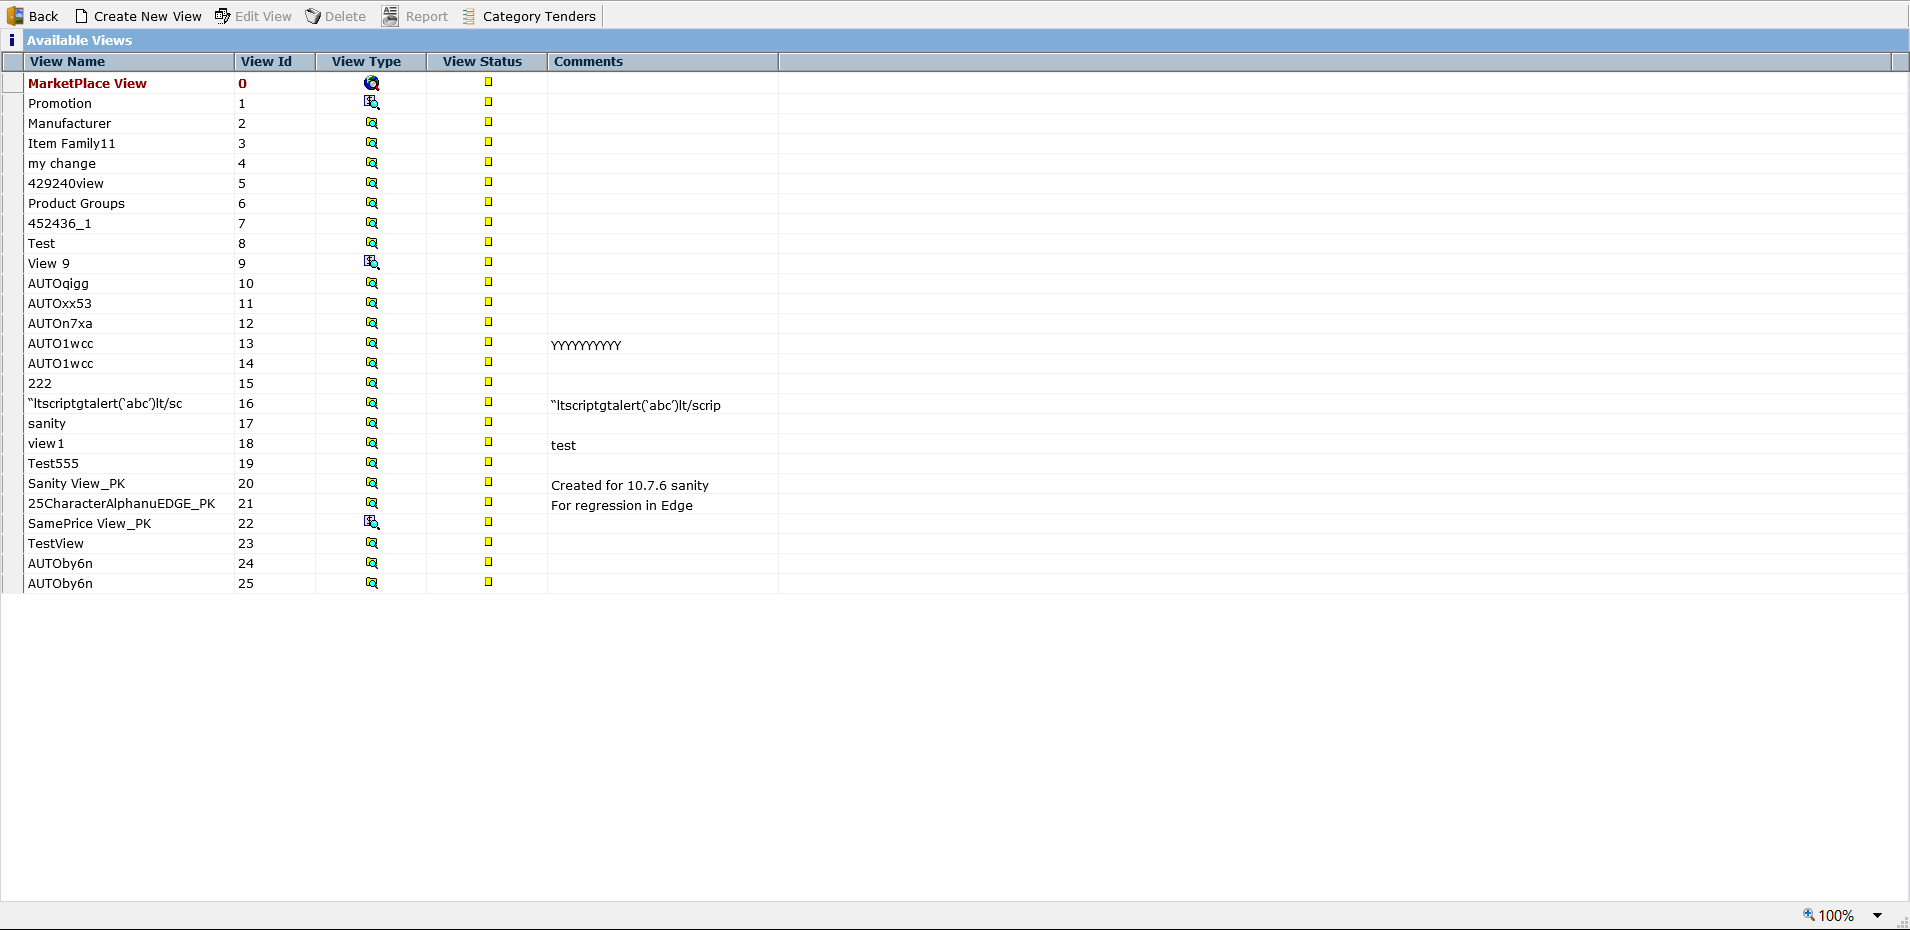 Back Create New View Edit View Delete Report Category Tenders
i Available Views
View Name View Id View Type View Status Comments
MarketPlace View 0
Promotion 1
Manufacturer 2
Item Family11 3
my change 4
429240view 5
Product Groups 6
452436_1 7
Test 8
View 9 9
AUTOqigg 10
AUTOxx53 11
AUTOn7xa 12
AUTO1wcc 13 YYYYYYYYYY
AUTO1wcc 14
222 15
“ltscriptgtalert(‘abc’)lt/sc 16 “ltscriptgtalert(‘abc’)lt/scrip
sanity 17
view1 18 test
Test555 19
Sanity View_PK 20 Created for 10.7.6 sanity
25CharacterAlphanuEDGE_PK 21 For regression in Edge
SamePrice View_PK 22
TestView 23
AUTOby6n 24
AUTOby6n 25
100%